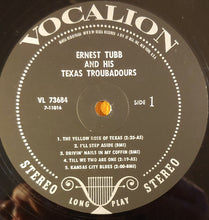 VOCALION
ERNEST TUBB
AND HIS
TEXAS TROUBADOURS
VL 73684
7-11016
SIDE 1
1. THE YELLOW ROSE OF TEXAS (2:35-AS)
2. I'LL STEP ASIDE (BMI)
3. DRIVIN' NAILS IN MY COFFIN (BMI)
4. TILL WE TWO ARE ONE (2:19-AS)
5. KANSAS CITY BLUES (2:00-BMI)
STEREO
STEREO
LONG PLAY